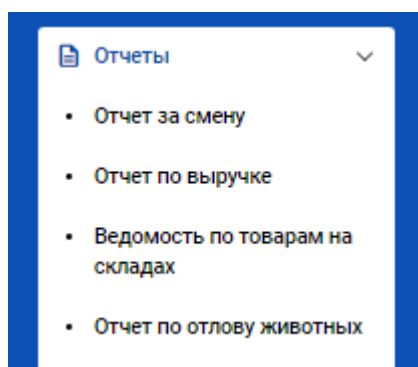 Отчеты
• Отчет за смену
• Отчет по выручке
• Ведомость по товарам на
складах
• Отчет по отлову животных